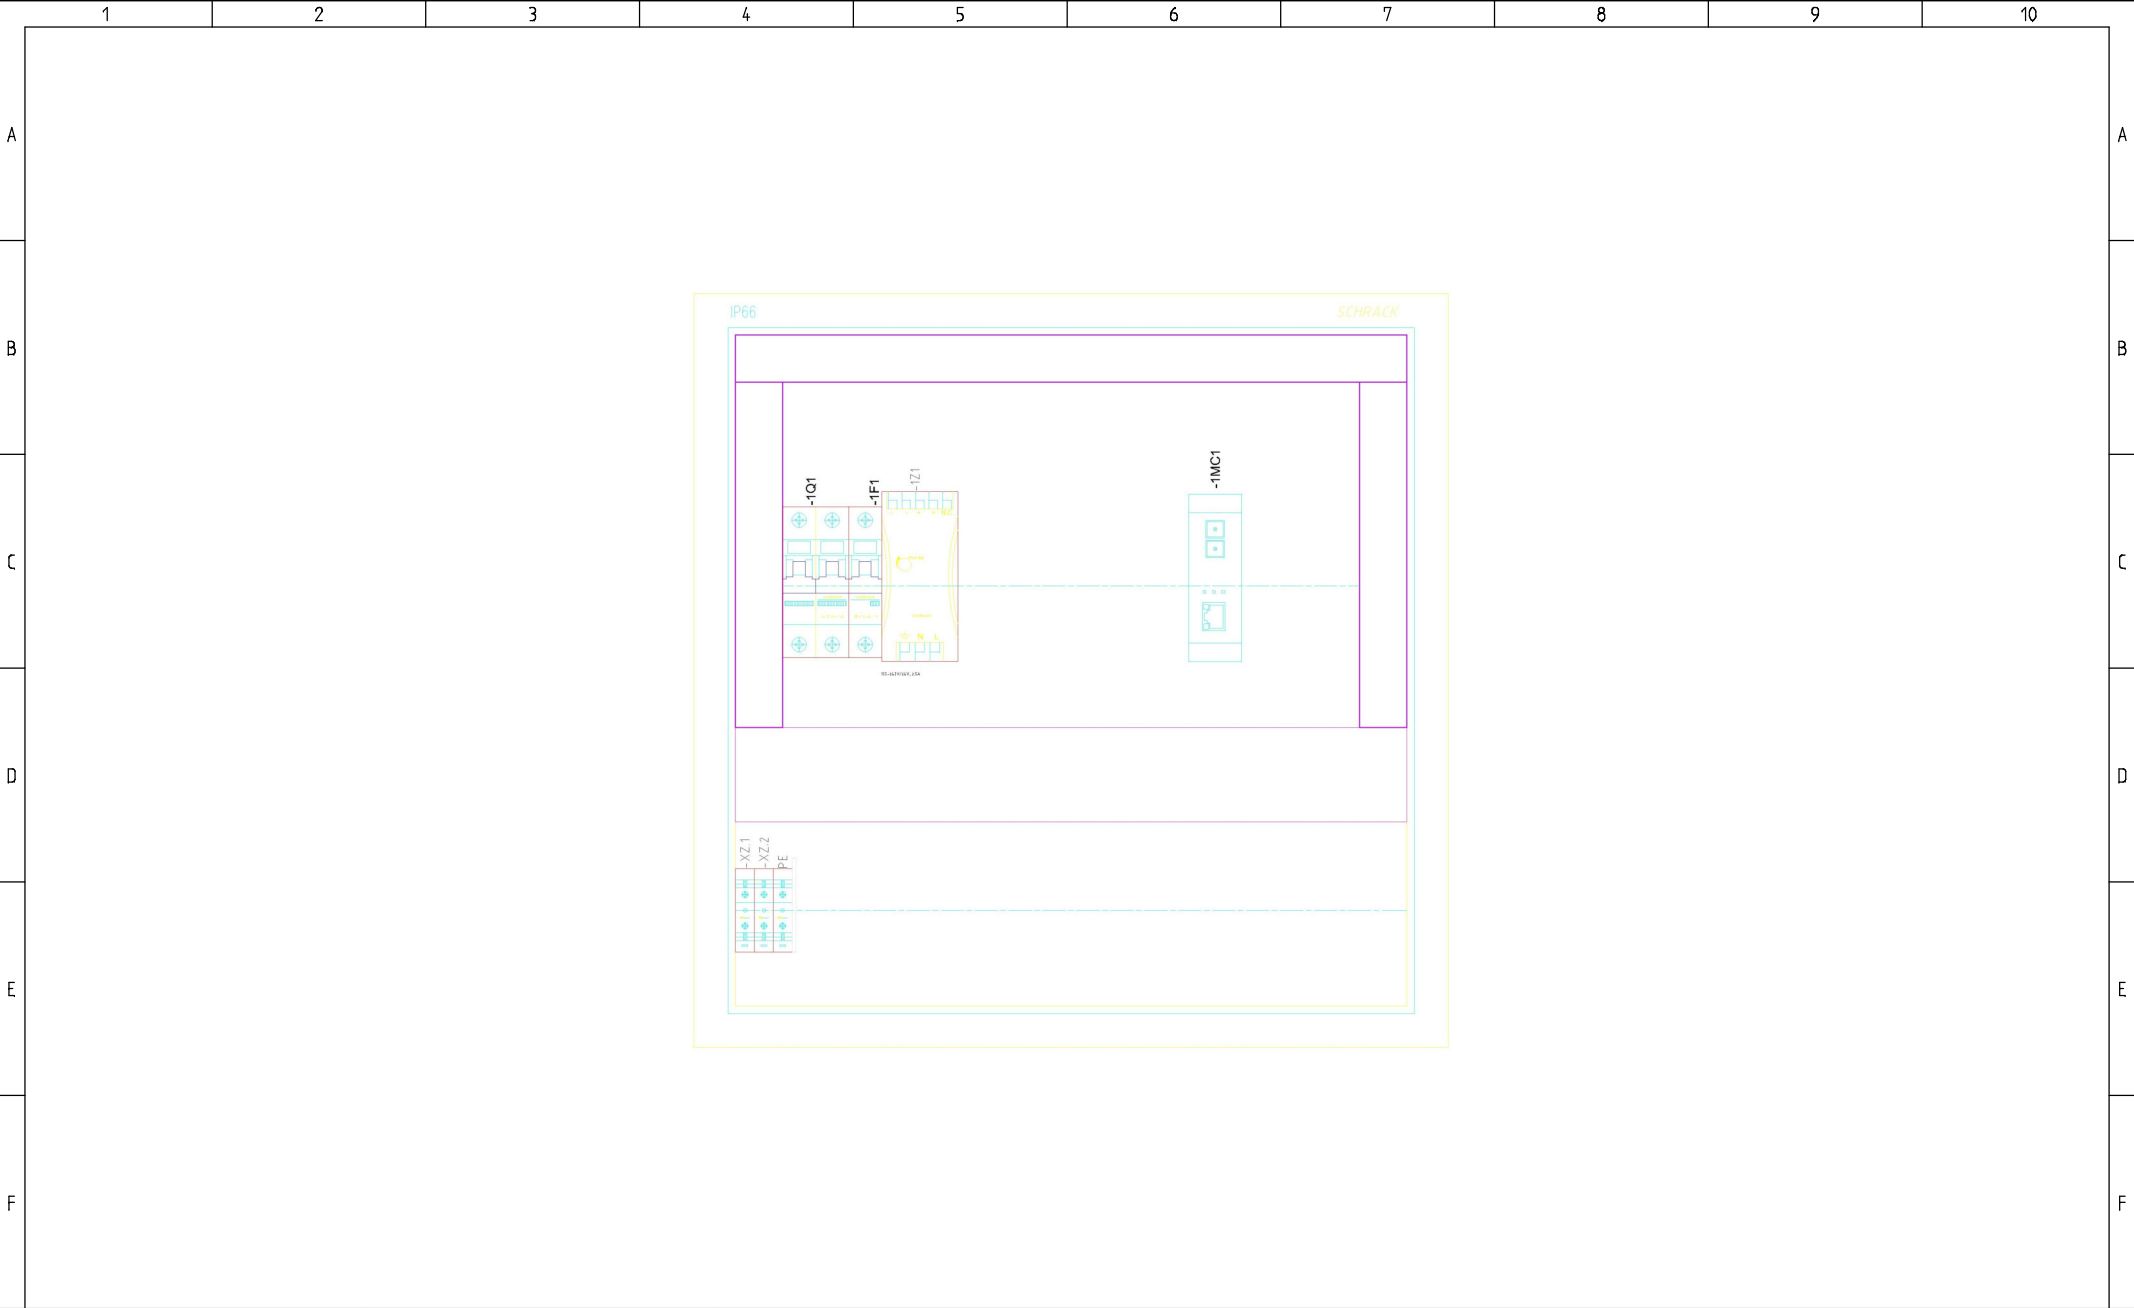 1 2 3 4 5 6 7 8 9 10
A A
IP66 SCHRACK
B B
-1MC1
-1Z1
-1Q1 -1F1
- - + +
C C
N L
D D
-XZ.1 -XZ.2 PE
E E
F F